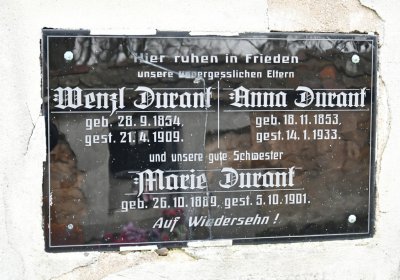 Hier ruhen in Frieden
unsere unvergesslichen Eltern
Wenzl Durant Anna Durant
geb. 28.9.1854. geb. 18.11.1853.
gest. 21.4.1909. gest. 14.1.1933.
und unsere gute Schwester
Marie Durant
geb. 26.10.1889, gest. 5.10.1901.
Auf Wiedersehn!